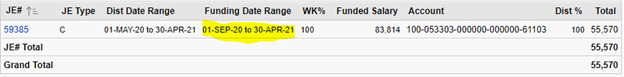 JE# JE Type Dist Date Range Funding Date Range WK% Funded Salary Account Dist % Total
59385 C 01-MAY-20 to 30-APR-21 01-SEP-20 to 30-APR-21 100 83,814 100-053303-000000-000000-61103 100 55,570
JE# Total 55,570
Grand Total 55,570